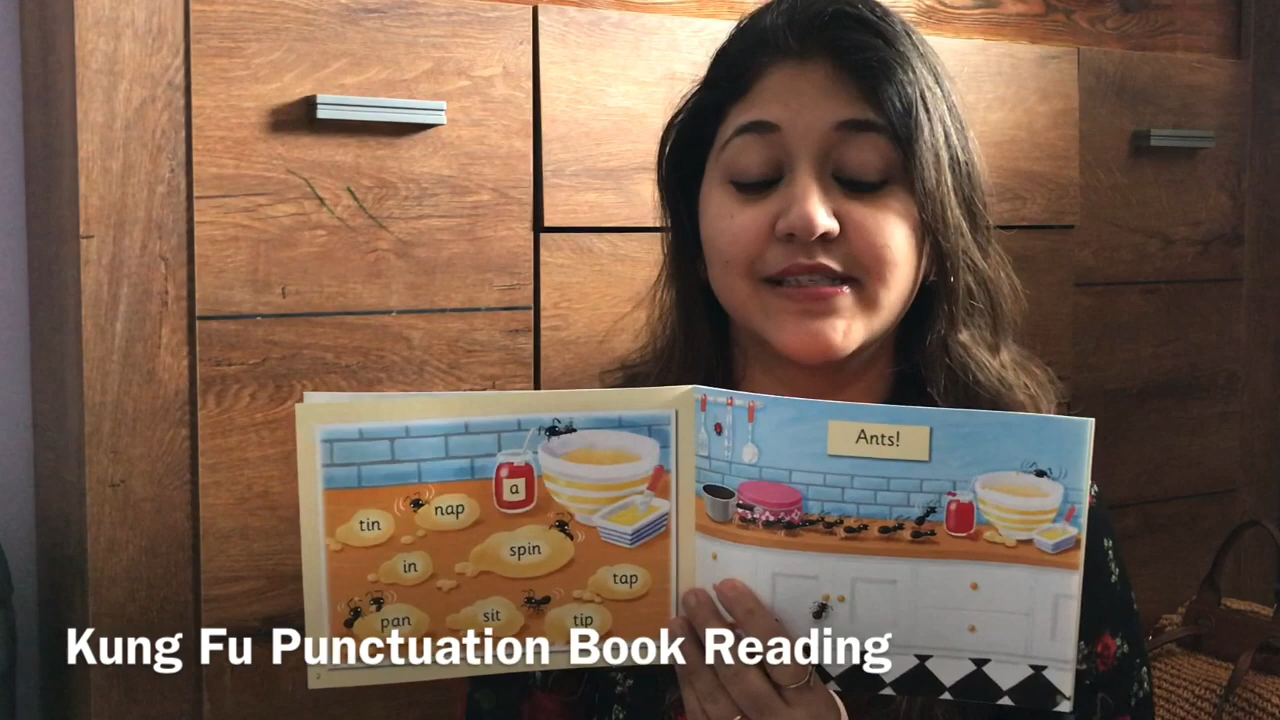 a
tin
nap
spin
in
tap
pan
sit
tip
Ants!
Kung Fu Punctuation Book Reading